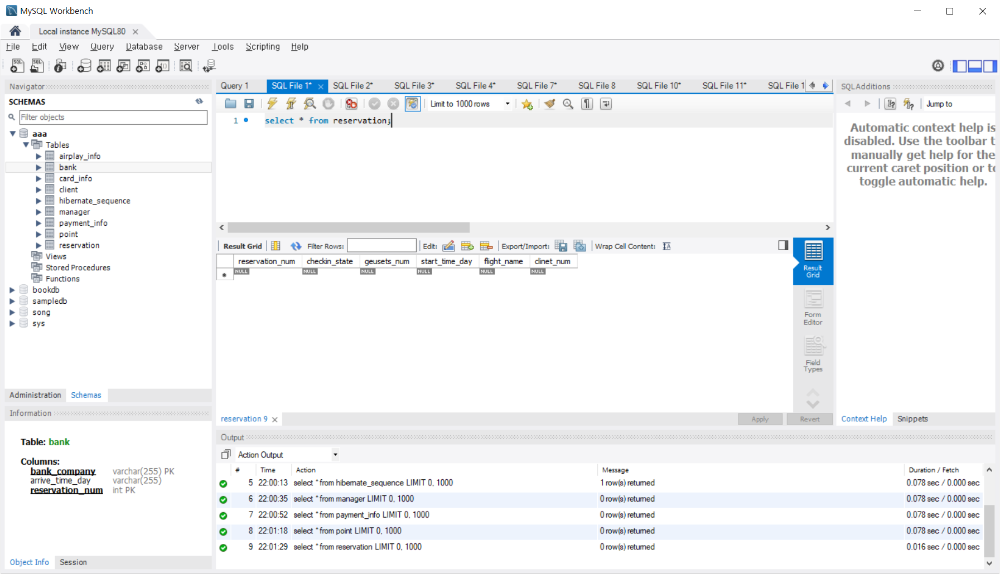 MySQL Workbench
Local instance MySQL80
File Edit View Query Database Server Tools Scripting Help
Navigator
SCHEMAS
Filter objects
aaa
Tables
airplay_info
bank
card_info
client
hibernate_sequence
manager
payment_info
point
reservation
Views
Stored Procedures
Functions
bookdb
sampledb
song
sys
Administration Schemas
Information
Table: bank
Columns:
bank_company varchar(255) PK
arrive_time_day varchar(255)
reservation_num int PK
Object Info Session
Query 1 SQL File 1* SQL File 2* SQL File 3* SQL File 4* SQL File 7* SQL File 8 SQL File 10* SQL File 11* SQL File 1
Limit to 1000 rows
1 select * from reservation;
Result Grid Filter Rows: Edit: Export/Import: Wrap Cell Content:
reservation_num checkin_state geusets_num start_time_day flight_name clinet_num
NULL NULL NULL NULL NULL NULL
Result
Grid
Form
Editor
Field
Types
reservation 9
Apply Revert
Output
Action Output
# Time Action Message Duration / Fetch
5 22:00:13 select * from hibernate_sequence LIMIT 0, 1000 1 row(s) returned 0.078 sec / 0.000 sec
6 22:00:35 select * from manager LIMIT 0, 1000 0 row(s) returned 0.078 sec / 0.000 sec
7 22:00:52 select * from payment_info LIMIT 0, 1000 0 row(s) returned 0.078 sec / 0.000 sec
8 22:01:18 select * from point LIMIT 0, 1000 0 row(s) returned 0.078 sec / 0.000 sec
9 22:01:29 select * from reservation LIMIT 0, 1000 0 row(s) returned 0.016 sec / 0.000 sec
SQLAdditions
Jump to
Automatic context help is
disabled. Use the toolbar t
manually get help for the
current caret position or to
toggle automatic help.
Context Help Snippets